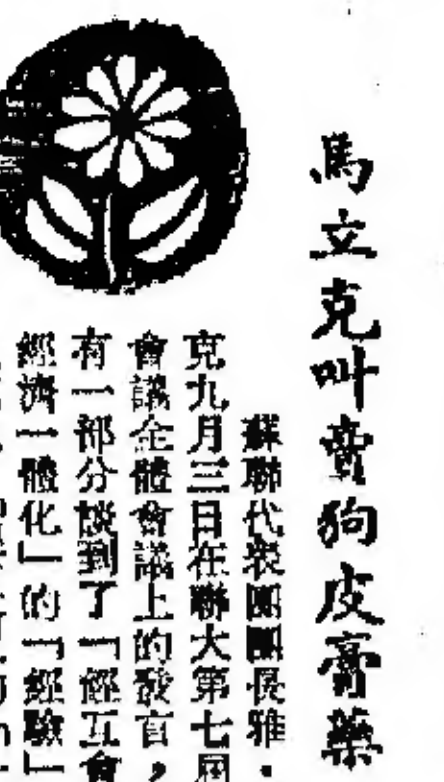 馬立克叫賣狗皮膏藥
蘇聯代表團團長雅・
克九月三日在聯大第七屆
會議全體會議上的發言，
有一部分談到了「經互會
經濟一體化」的「經驗」